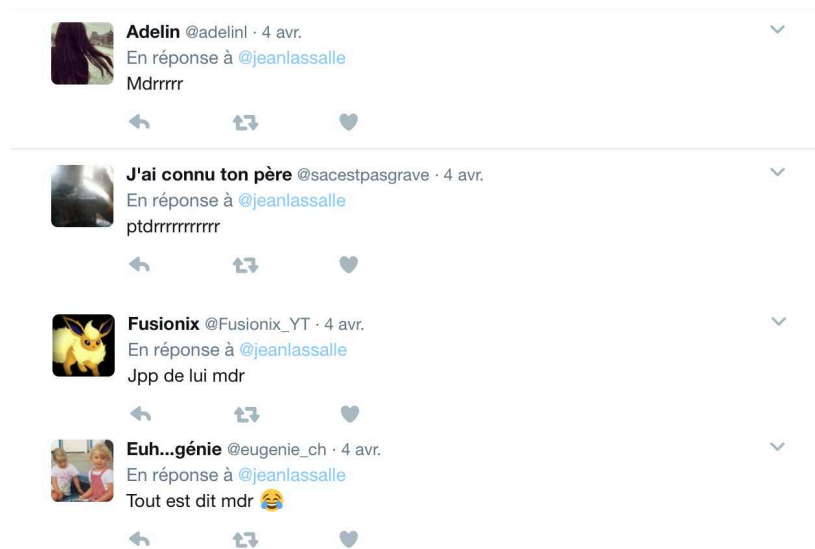 Adelin @adelinl · 4 avr.
En réponse à @jeanlassalle
Mdrrrrr
J'ai connu ton père @sacestpasgrave · 4 avr.
En réponse à @jeanlassalle
ptdrrrrrrrrrrr
Fusionix @Fusionix_YT · 4 avr.
En réponse à @jeanlassalle
Jpp de lui mdr
Euh...génie @eugenie_ch · 4 avr.
En réponse à @jeanlassalle
Tout est dit mdr 😂